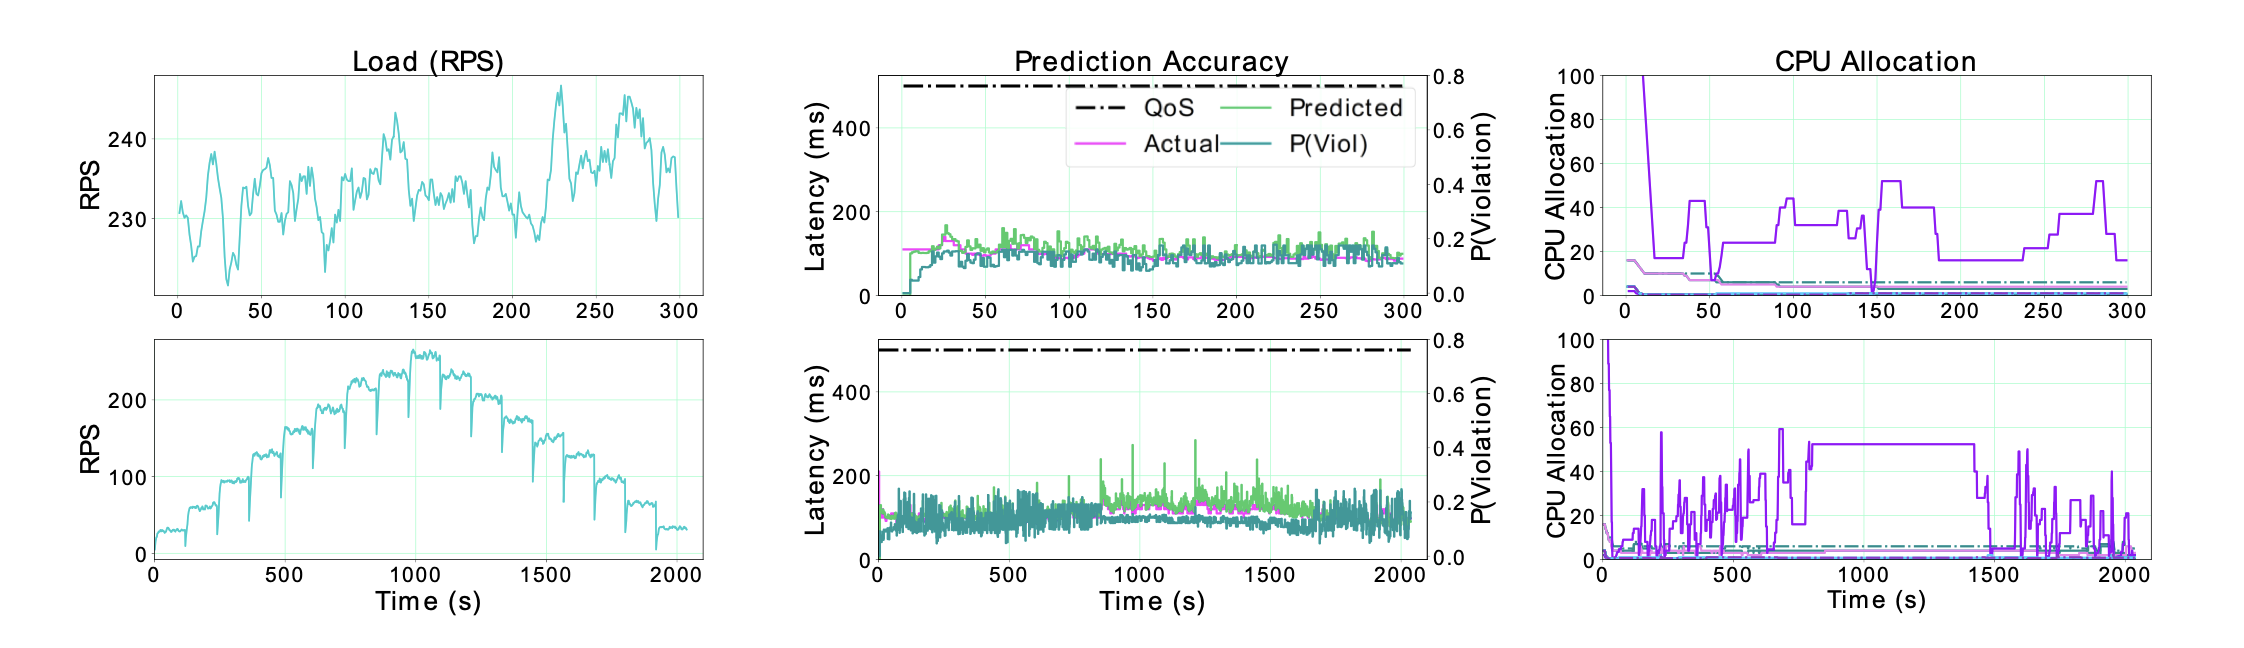 Load (RPS)
Prediction Accuracy
CPU Allocation
RPS
240
230
0 50 100 150 200 250 300
Latency (ms)
400
200
0
QoS Predicted
Actual P(Viol)
0.8
0.6
0.4
0.2
0.0
P(Violation)
0 50 100 150 200 250 300
CPU Allocation
100
80
60
40
20
0
0 50 100 150 200 250 300
RPS
200
100
0
0 500 1000 1500 2000
Time (s)
Latency (ms)
400
200
0
0.8
0.6
0.4
0.2
0.0
P(Violation)
0 500 1000 1500 2000
Time (s)
CPU Allocation
100
80
60
40
20
0
0 500 1000 1500 2000
Time (s)